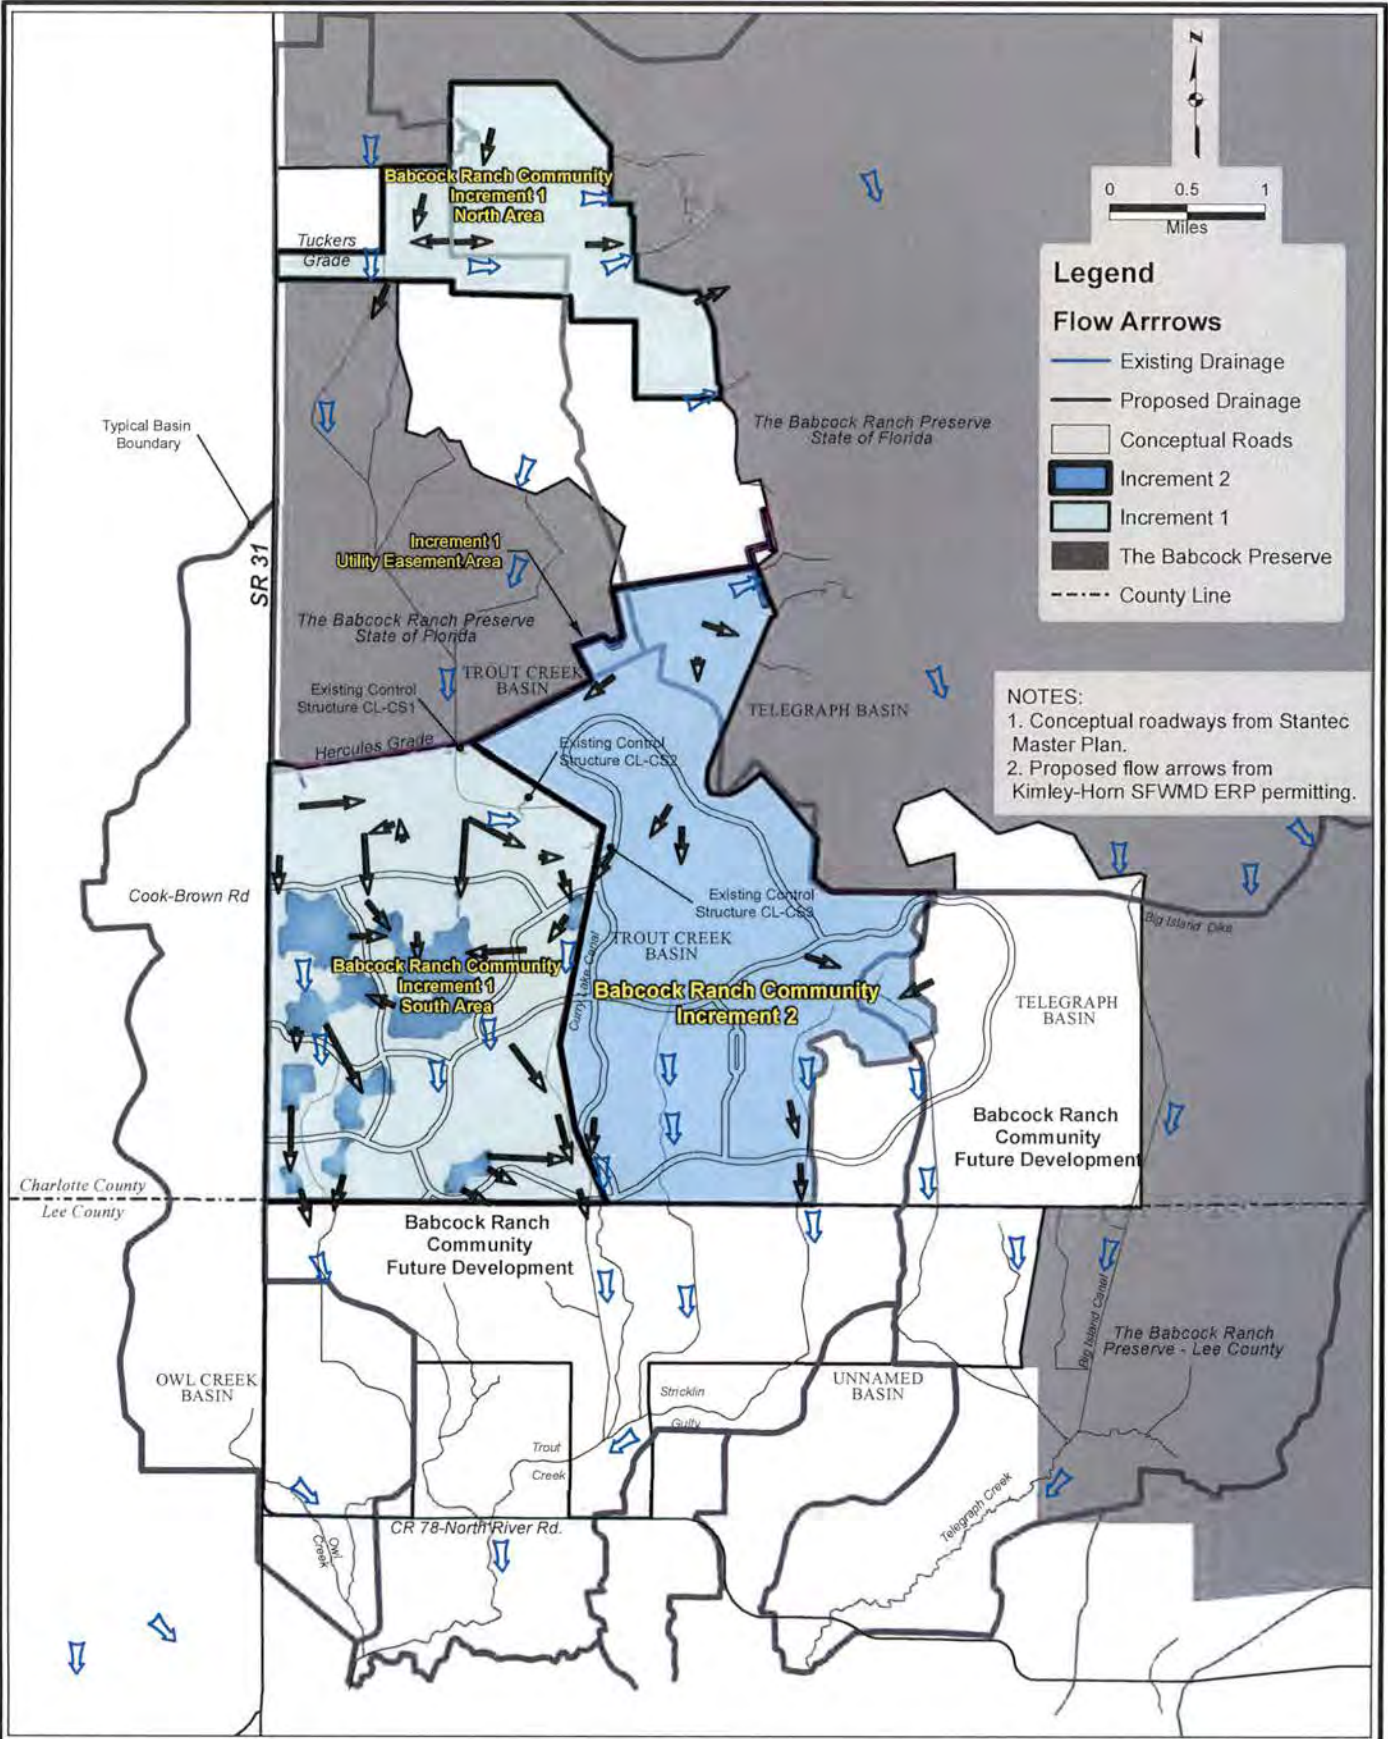 N
0 0.5 1
Miles
Legend
Flow Arrrows
Existing Drainage
Proposed Drainage
Conceptual Roads
Increment 2
Increment 1
The Babcock Preserve
County Line
NOTES:
1. Conceptual roadways from Stantec
Master Plan.
2. Proposed flow arrows from
Kimley-Horn SFWMD ERP permitting.
Babcock Ranch Community
Increment 1
North Area
Tuckers
Grade
Typical Basin
Boundary
The Babcock Ranch Preserve
State of Florida
SR 31
Increment 1
Utility Easement Area
The Babcock Ranch Preserve
State of Florida
TROUT CREEK
BASIN
Existing Control
Structure CL-CS1
TELEGRAPH BASIN
Hercules Grade
Existing Control
Structure CL-CS2
Cook-Brown Rd
Existing Control
Structure CL-CS3
Big Island Dike
TROUT CREEK
BASIN
Curry Lake Canal
Babcock Ranch Community
Increment 1
South Area
Babcock Ranch Community
Increment 2
TELEGRAPH
BASIN
Babcock Ranch
Community
Future Development
Charlotte County
Lee County
Babcock Ranch
Community
Future Development
Big Island Canal
The Babcock Ranch
Preserve - Lee County
OWL CREEK
BASIN
UNNAMED
BASIN
Stricklin
Gully
Trout
Creek
Telegraph Creek
CR 78-North River Rd.
Owl
Creek